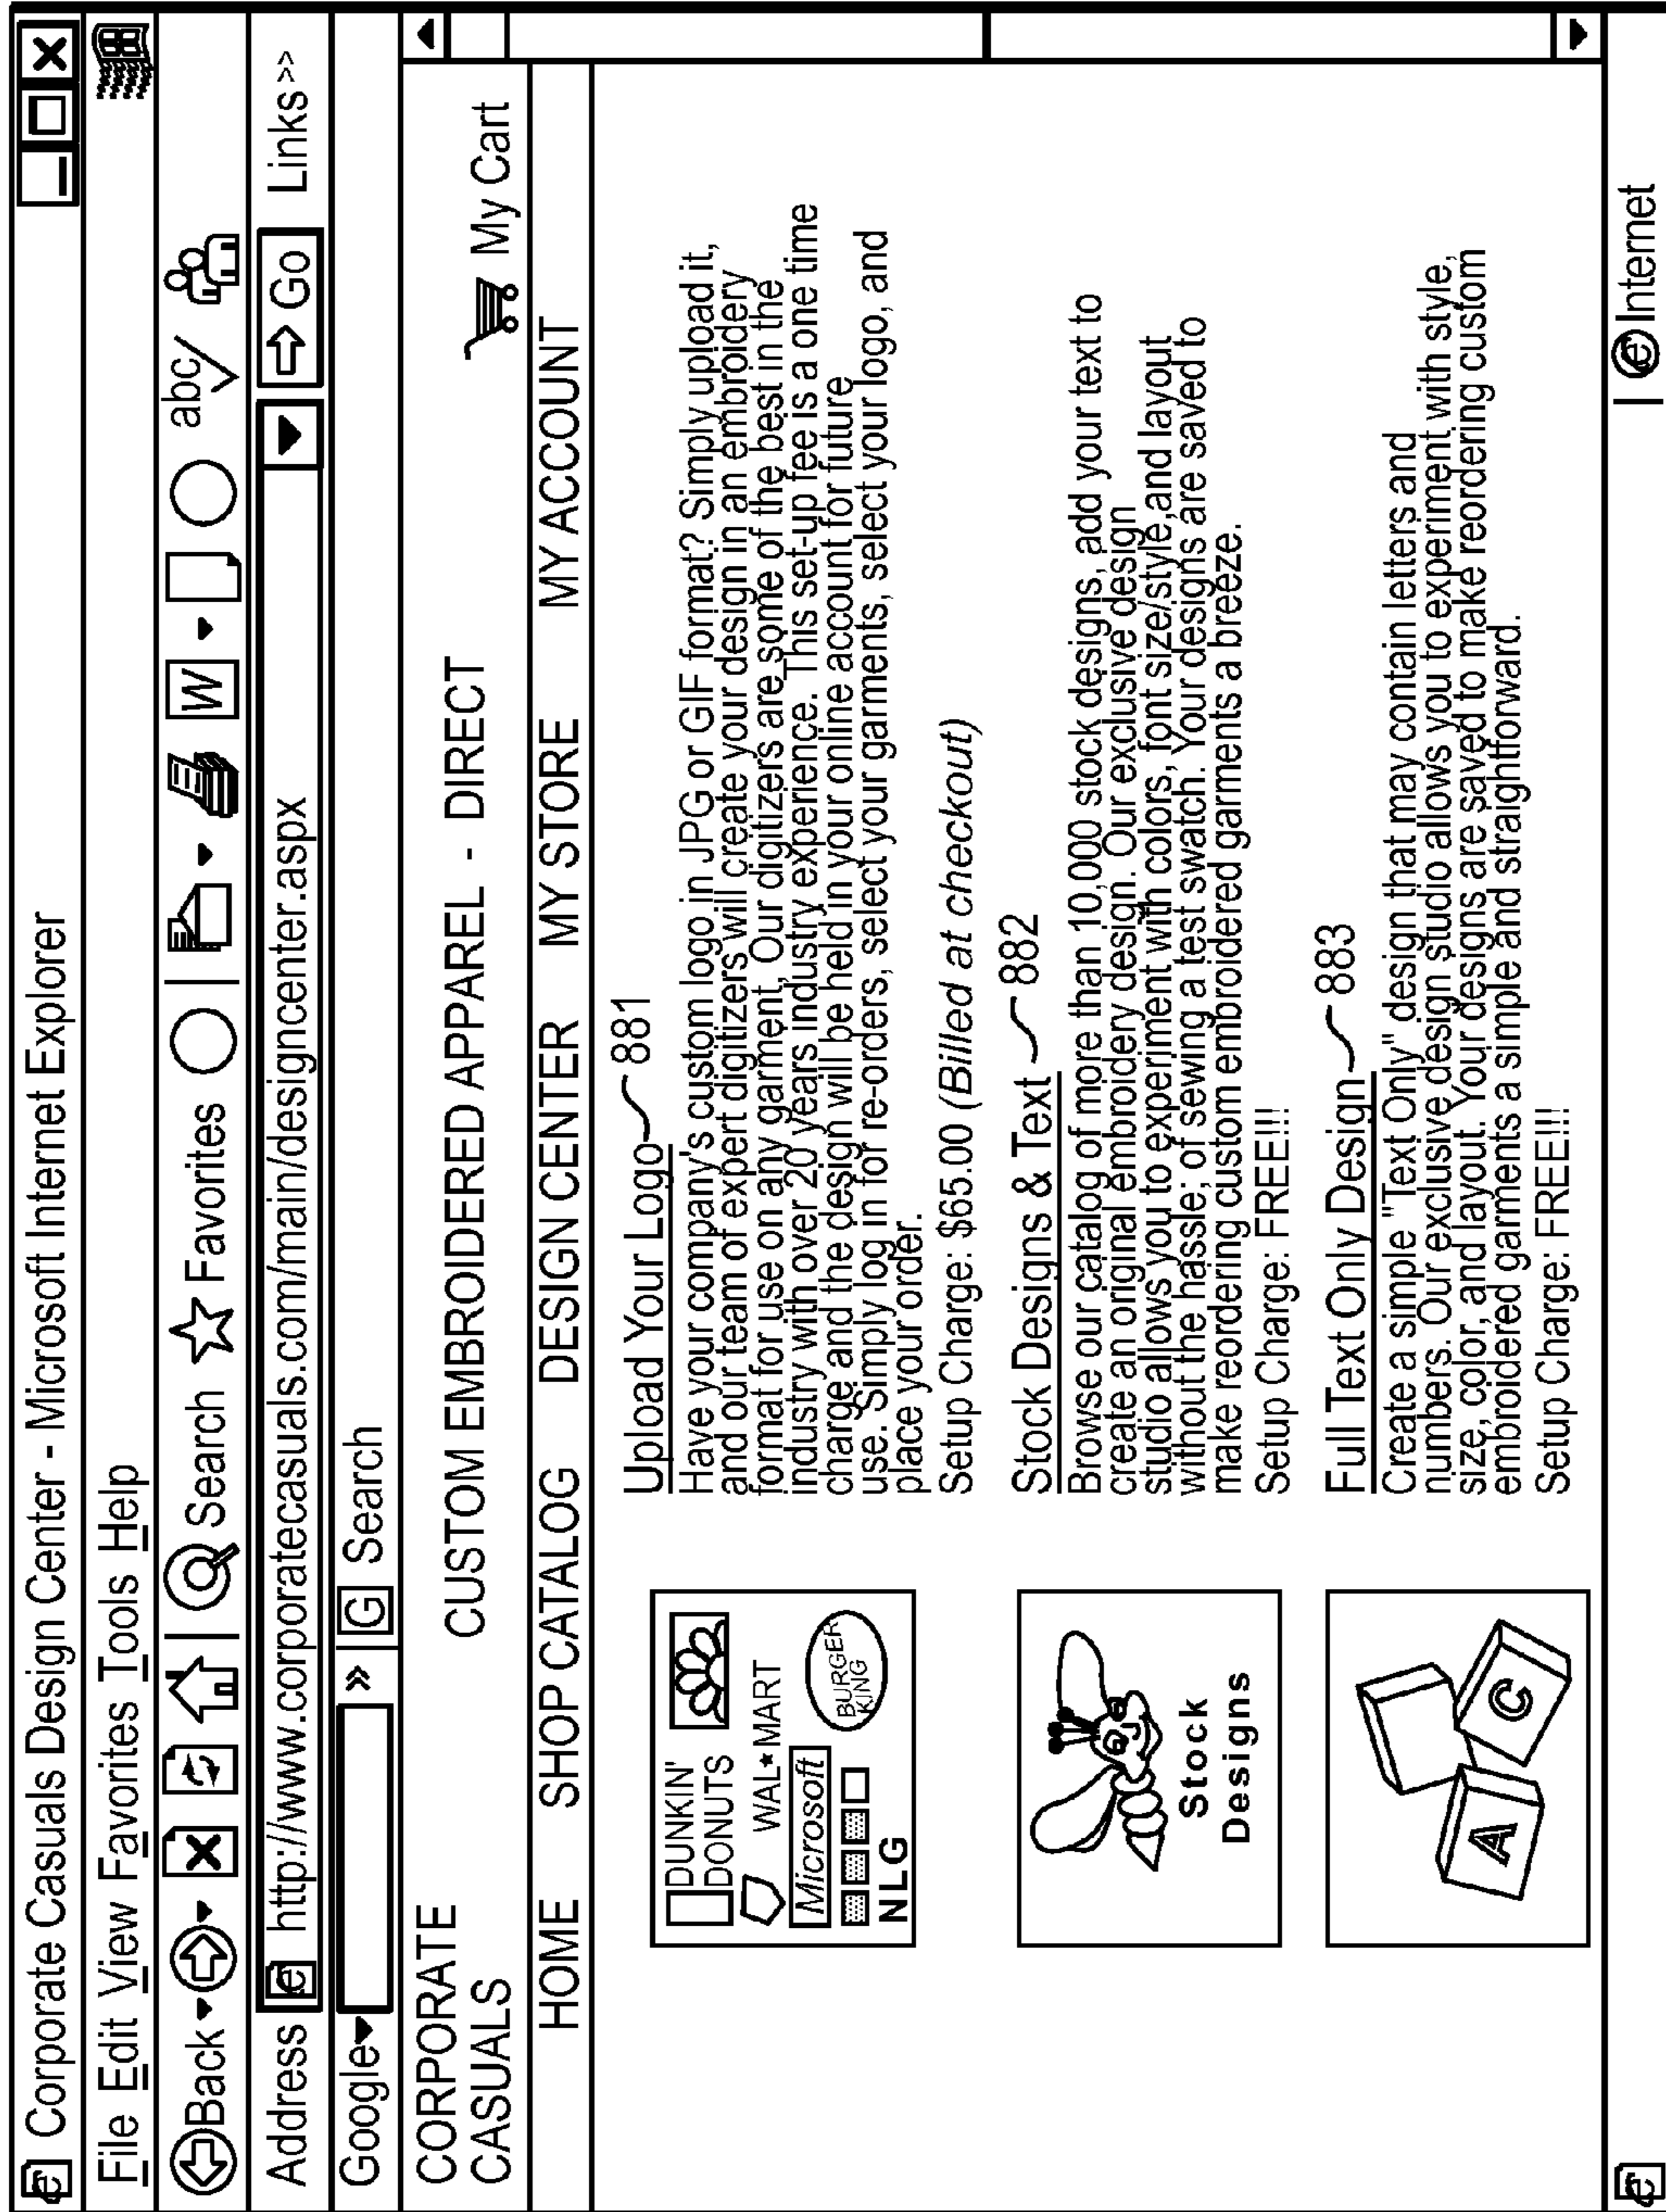 Corporate Casuals Design Center - Microsoft Internet Explorer
File Edit View Favorites Tools Help
Back Search Favorites W abc
Address http://www.corporatecasuals.com/main/designcenter.aspx Go Links >>
Google » G Search
CORPORATE
CASUALS
CUSTOM EMBROIDERED APPAREL - DIRECT
My Cart
HOME SHOP CATALOG DESIGN CENTER MY STORE MY ACCOUNT
DUNKIN'
DONUTS
WAL★MART
Microsoft
BURGER
KING
NLG
Upload Your Logo 881
Have your company's custom logo in JPG or GIF format? Simply upload it,
and our team of expert digitizers will create your design in an embroidery
format for use on any garment, Our digitizers are some of the best in the
industry with over 20 years industry experience. This set-up fee is a one time
charge and the design will be held in your online account for future
use. Simply log in for re-orders, select your garments, select your logo, and
place your order.
Setup Charge: $65.00 (Billed at checkout)
Stock
Designs
Stock Designs & Text 882
Browse our catalog of more than 10,000 stock designs, add your text to
create an original embroidery design. Our exclusive design
studio allows you to experiment with colors, font size/style,and layout
without the hassle; of sewing a test swatch. Your designs are saved to
make reordering custom embroidered garments a breeze.
Setup Charge: FREE!!!
A
C
Full Text Only Design 883
Create a simple "Text Only" design that may contain letters and
numbers. Our exclusive design studio allows you to experiment with style,
size, color, and layout. Your designs are saved to make reordering custom
embroidered garments a simple and straightforward.
Setup Charge: FREE!!!
Internet